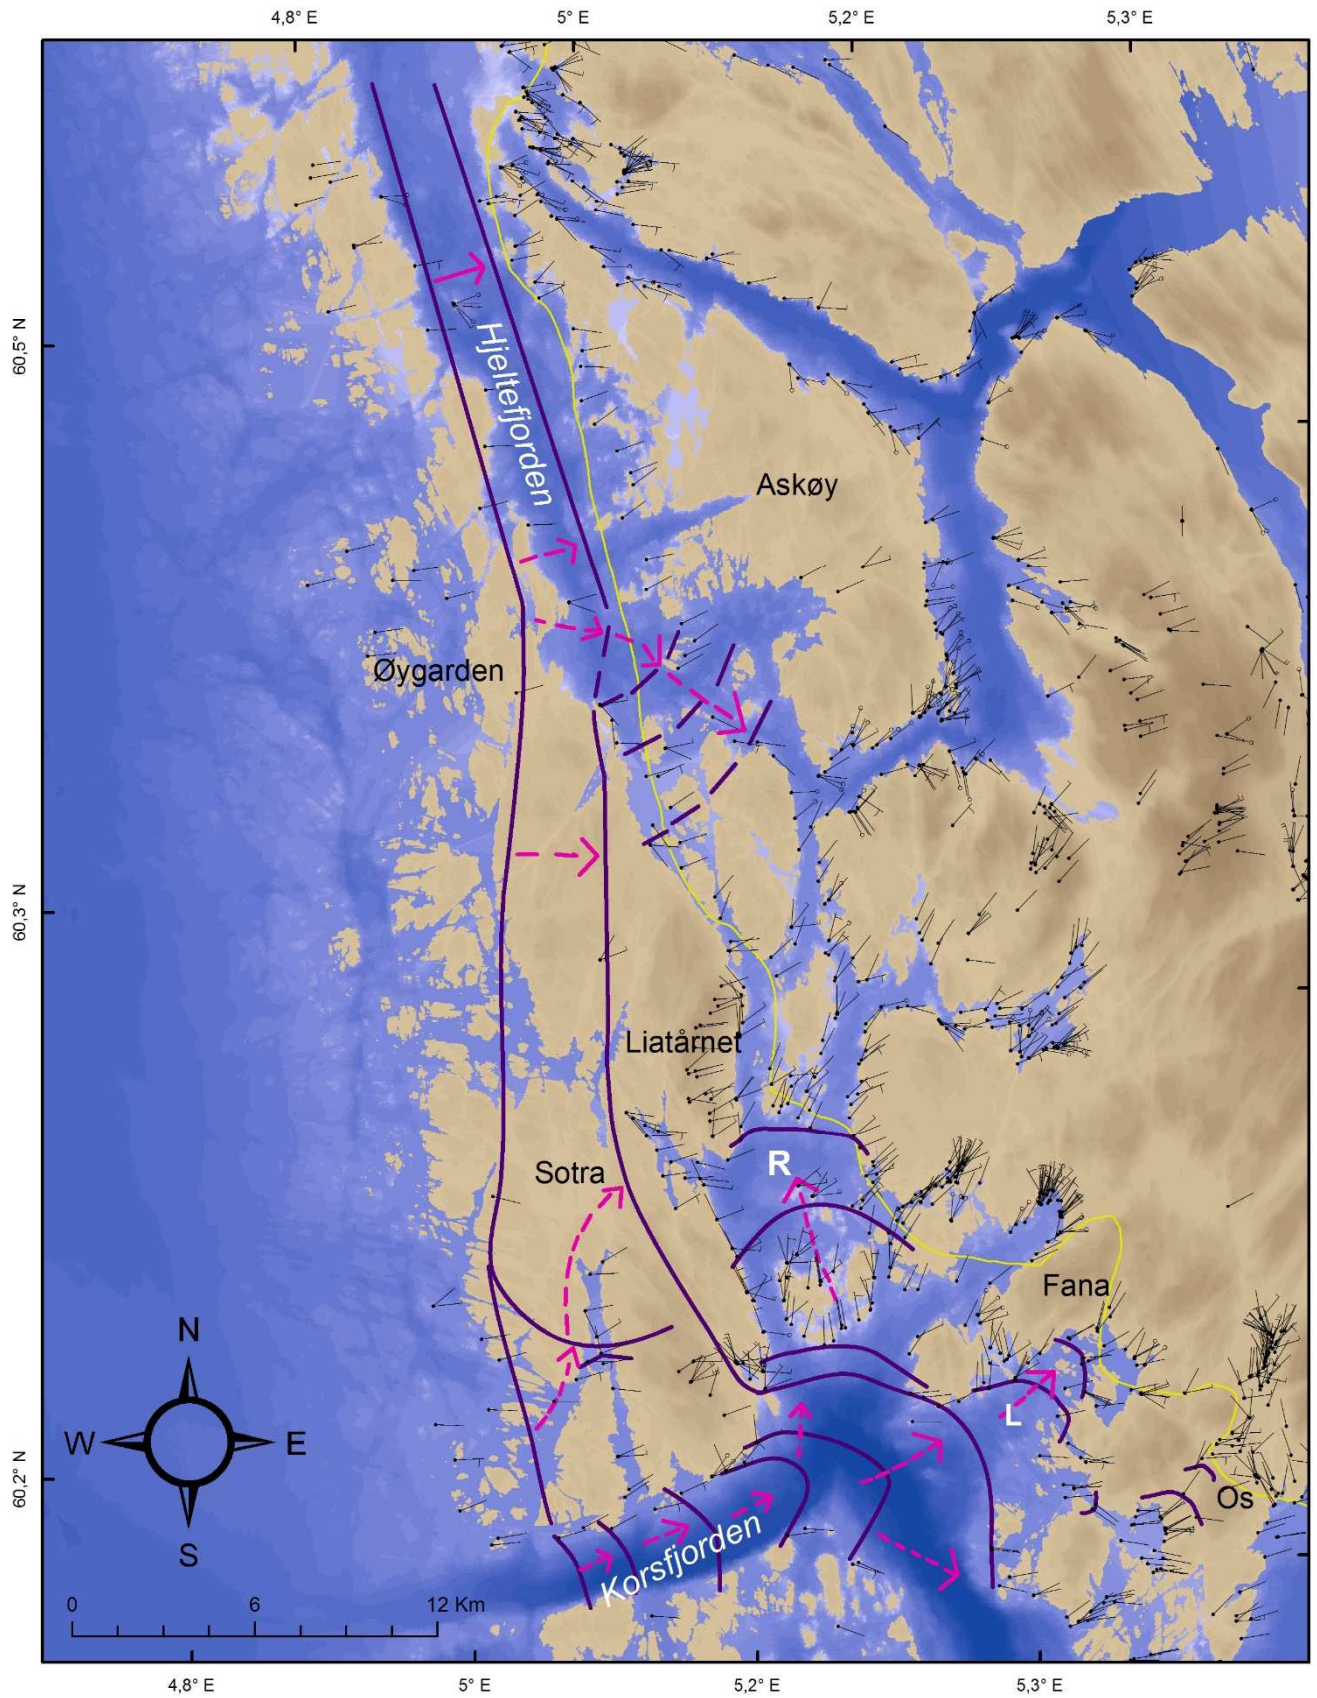 4,8° E 5° E 5,2° E 5,3° E
60,5° N
Hjeltefjorden
Askøy
Øygarden
60,3° N
Liatårnet
R
Sotra
Fana
N
W E
S
L
60,2° N
Os
Korsfjorden
0 6 12 Km
4,8° E 5° E 5,2° E 5,3° E